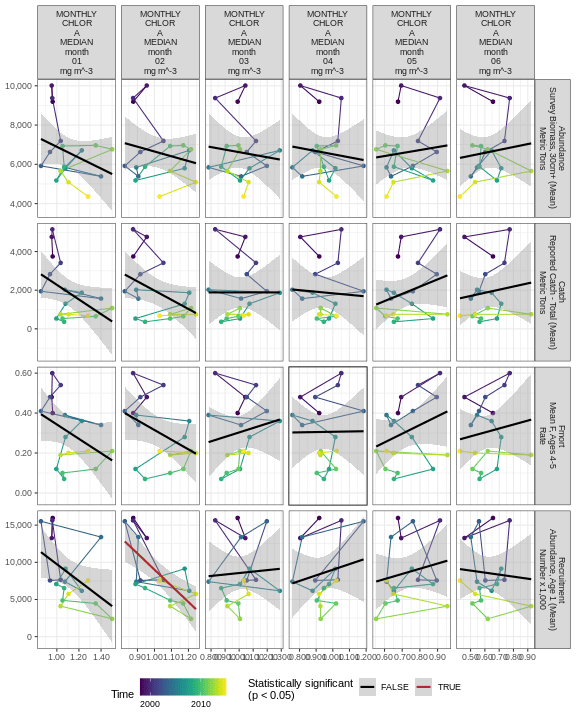 MONTHLY CHLOR A MEDIAN month 01 mg m^-3
MONTHLY CHLOR A MEDIAN month 02 mg m^-3
MONTHLY CHLOR A MEDIAN month 03 mg m^-3
MONTHLY CHLOR A MEDIAN month 04 mg m^-3
MONTHLY CHLOR A MEDIAN month 05 mg m^-3
MONTHLY CHLOR A MEDIAN month 06 mg m^-3
10,000
8,000
6,000
4,000
Abundance
Survey Biomass, 30cm+ (Mean)
Metric Tons
4,000
2,000
0
Catch
Reported Catch - Total (Mean)
Metric Tons
0.60
0.40
0.20
0.00
Fmort
Mean F, Ages 4-5
Rate
15,000
10,000
5,000
0
Recruitment
Abundance, Age 1 (Mean)
Number x 1,000
1.00 1.20 1.40
0.90 1.00 1.10 1.20
0.80 0.90 1.00 1.10 1.20 1.30
0.80 0.90 1.00 1.10 1.20
0.60 0.70 0.80 0.90
0.50 0.60 0.70 0.80 0.90
Time
2000 2010
Statistically significant
(p < 0.05)
FALSE TRUE